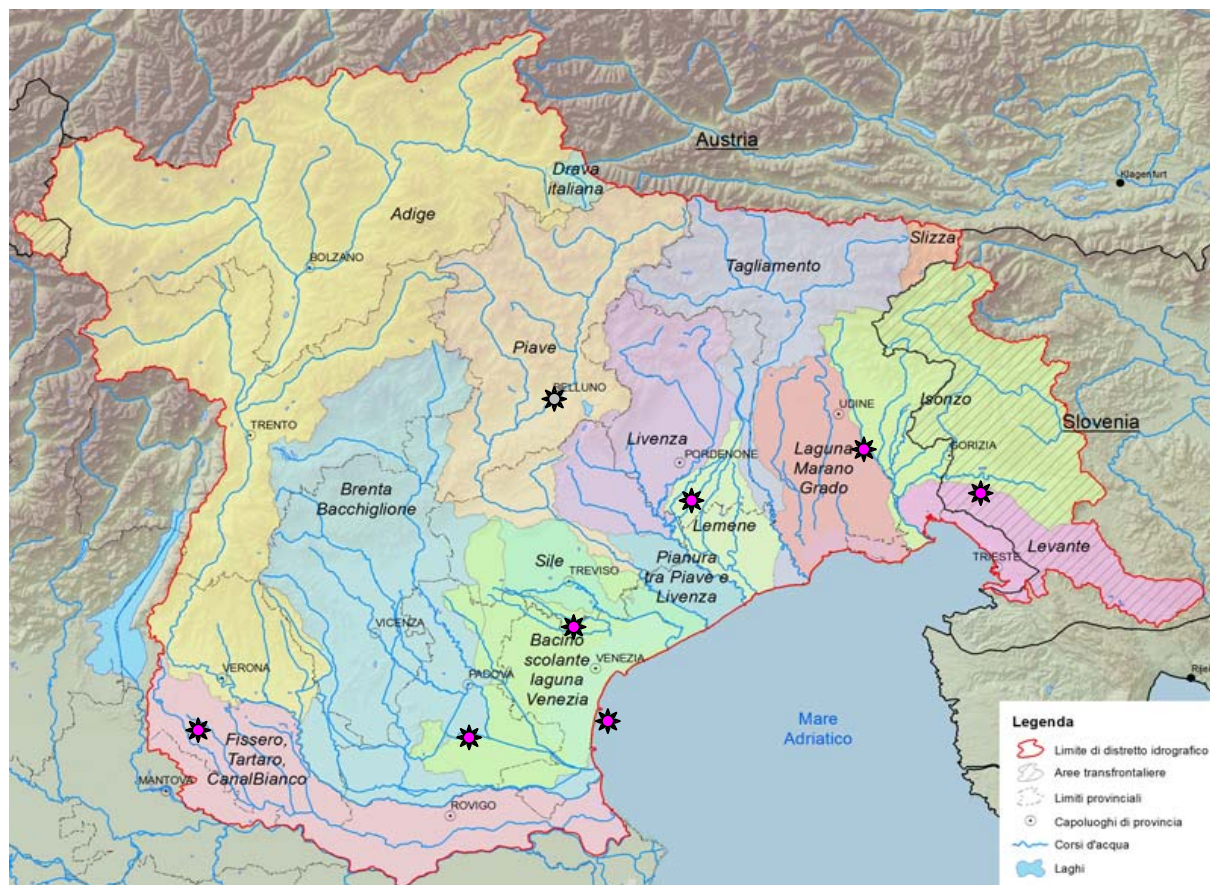 Austria
Klagenfurt
Drava
italiana
Adige
Slizza
BOLZANO
Tagliamento
Piave
BELLUNO
Isonzo
UDINE
Slovenia
TRENTO
Livenza
GORIZIA
PORDENONE
Laguna
Marano
Grado
Brenta
Bacchiglione
Lemene
Levante
Sile
TREVISO
Pianura
tra Piave e
Livenza
TRIESTE
VICENZA
Bacino
scolante
laguna
Venezia
VENEZIA
VERONA
PADOVA
Mare
Adriatico
Fissero,
Tartaro,
CanalBianco
MANTOVA
ROVIGO
Legenda
Limite di distretto idrografico
Aree transfrontaliere
Limiti provinciali
Capoluoghi di provincia
Corsi d'acqua
Laghi